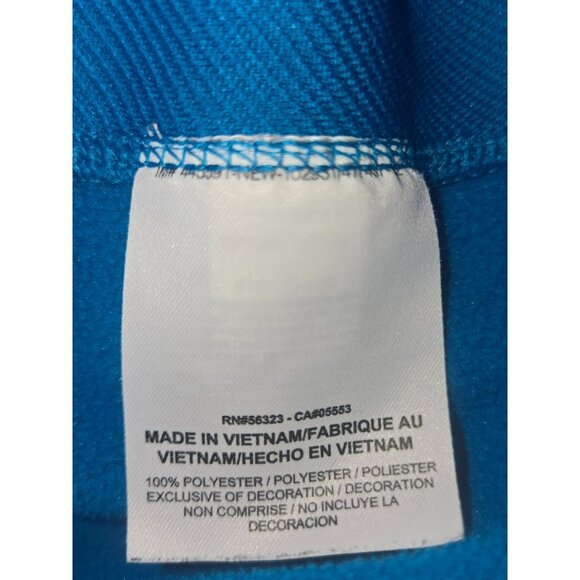 RN#56323 - CA#05553
MADE IN VIETNAM/FABRIQUE AU
VIETNAM/HECHO EN VIETNAM
100% POLYESTER / POLYESTER / POLIESTER
EXCLUSIVE OF DECORATION / DECORATION
NON COMPRISE / NO INCLUYE LA
DECORACION